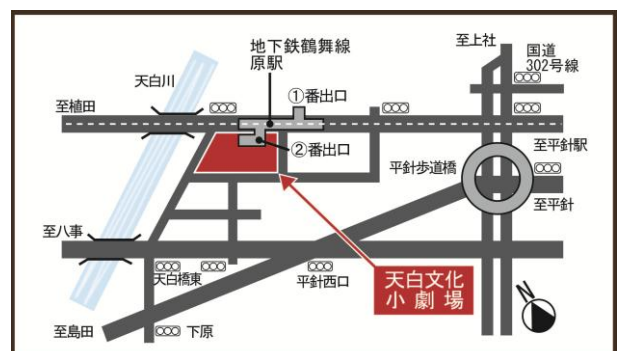 至上社
国道
302号線
地下鉄鶴舞線
原駅
天白川
①番出口
至植田
②番出口
至平針駅
平針歩道橋
至平針
至八事
天白橋東
平針西口
天白文化
小劇場
N
至島田
下原